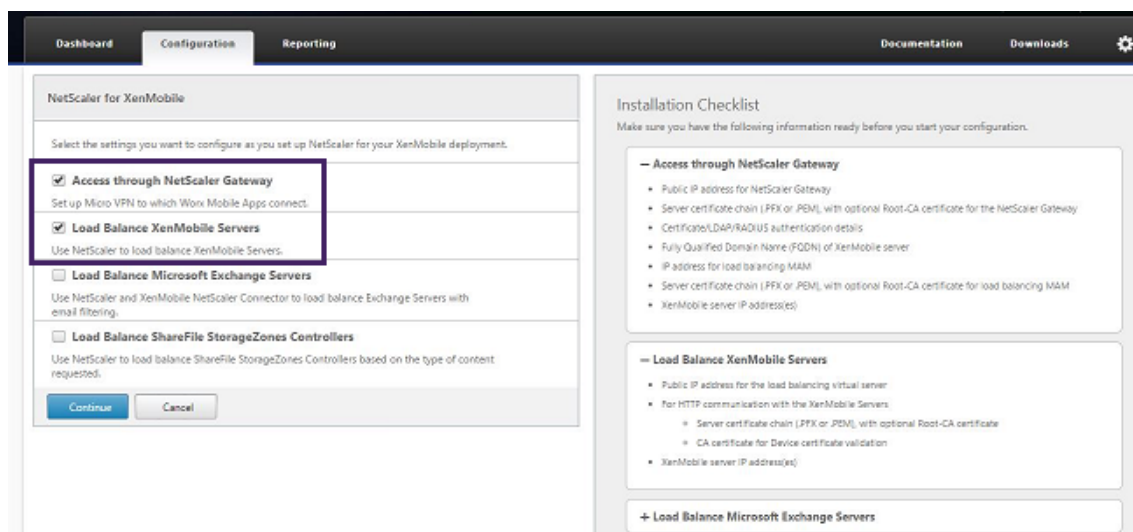 Dashboard Configuration Reporting Documentation Downloads
NetScaler for XenMobile
Select the settings you want to configure as you set up NetScaler for your XenMobile deployment.
Access through NetScaler Gateway
Set up Micro VPN to which Worx Mobile Apps connect.
Load Balance XenMobile Servers
Use NetScaler to load balance XenMobile Servers.
Load Balance Microsoft Exchange Servers
Use NetScaler and XenMobile NetScaler Connector to load balance Exchange Servers with
email filtering.
Load Balance ShareFile StorageZones Controllers
Use NetScaler to load balance ShareFile StorageZones Controllers based on the type of content
requested.
Continue Cancel
Installation Checklist
Make sure you have the following information ready before you start your configuration.
— Access through NetScaler Gateway
• Public IP address for NetScaler Gateway
• Server certificate chain (.PFX or .PEM), with optional Root-CA certificate for the NetScaler Gateway
• Certificate/LDAP/RADIUS authentication details
• Fully Qualified Domain Name (FQDN) of XenMobile server
• IP address for load balancing MAM
• Server certificate chain (.PFX or .PEM), with optional Root-CA certificate for load balancing MAM
• XenMobile server IP address(es)
— Load Balance XenMobile Servers
• Public IP address for the load balancing virtual server
• For HTTP communication with the XenMobile Servers
Server certificate chain (.PFX or .PEM), with optional Root-CA certificate
CA certificate for Device certificate validation
• XenMobile server IP address(es)
+ Load Balance Microsoft Exchange Servers